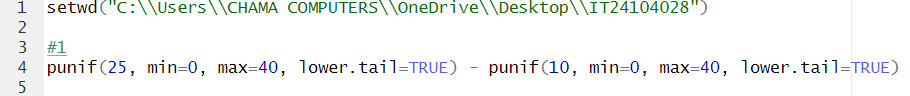 1 setwd("C:\\Users\\CHAMA COMPUTERS\\OneDrive\\Desktop\\IT24104028")
2
3 #1
4 punif(25, min=0, max=40, lower.tail=TRUE) - punif(10, min=0, max=40, lower.tail=TRUE)
5